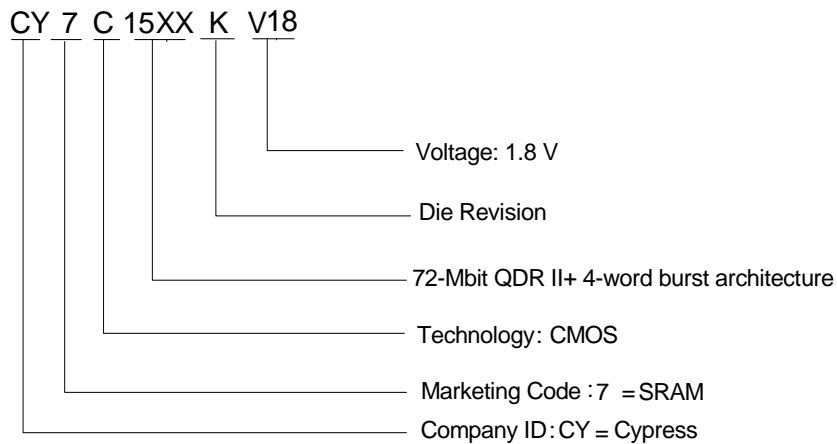 CY 7 C 15XX K V18
Voltage: 1.8 V
Die Revision
72-Mbit QDR II+ 4-word burst architecture
Technology: CMOS
Marketing Code : 7 = SRAM
Company ID: CY = Cypress